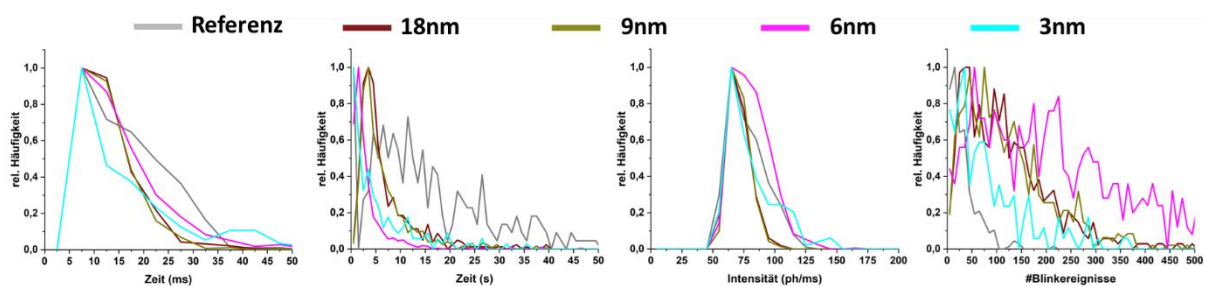 Referenz 18nm 9nm 6nm 3nm
rel. Häufigkeit
1,0
0,8
0,6
0,4
0,2
0,0
0 5 10 15 20 25 30 35 40 45 50
Zeit (ms)
rel. Häufigkeit
1,0
0,8
0,6
0,4
0,2
0,0
0 5 10 15 20 25 30 35 40 45 50
Zeit (s)
rel. Häufigkeit
1,0
0,8
0,6
0,4
0,2
0,0
0 25 50 75 100 125 150 175 200
Intensität (ph/ms)
rel. Häufigkeit
1,0
0,8
0,6
0,4
0,2
0,0
0 50 100 150 200 250 300 350 400 450 500
#Blinkereignisse